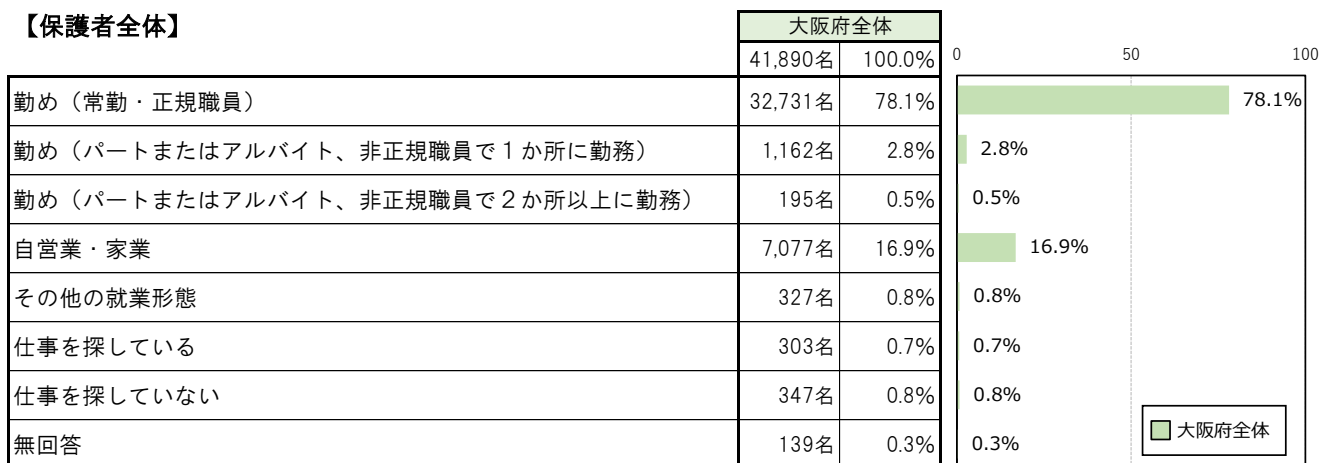 【保護者全体】
大阪府全体
41,890名 100.0%
0 50 100
勤め（常勤・正規職員） 32,731名 78.1% 78.1%
勤め（パートまたはアルバイト、非正規職員で１か所に勤務） 1,162名 2.8% 2.8%
勤め（パートまたはアルバイト、非正規職員で２か所以上に勤務） 195名 0.5% 0.5%
自営業・家業 7,077名 16.9% 16.9%
その他の就業形態 327名 0.8% 0.8%
仕事を探している 303名 0.7% 0.7%
仕事を探していない 347名 0.8% 0.8%
無回答 139名 0.3% 0.3%
大阪府全体